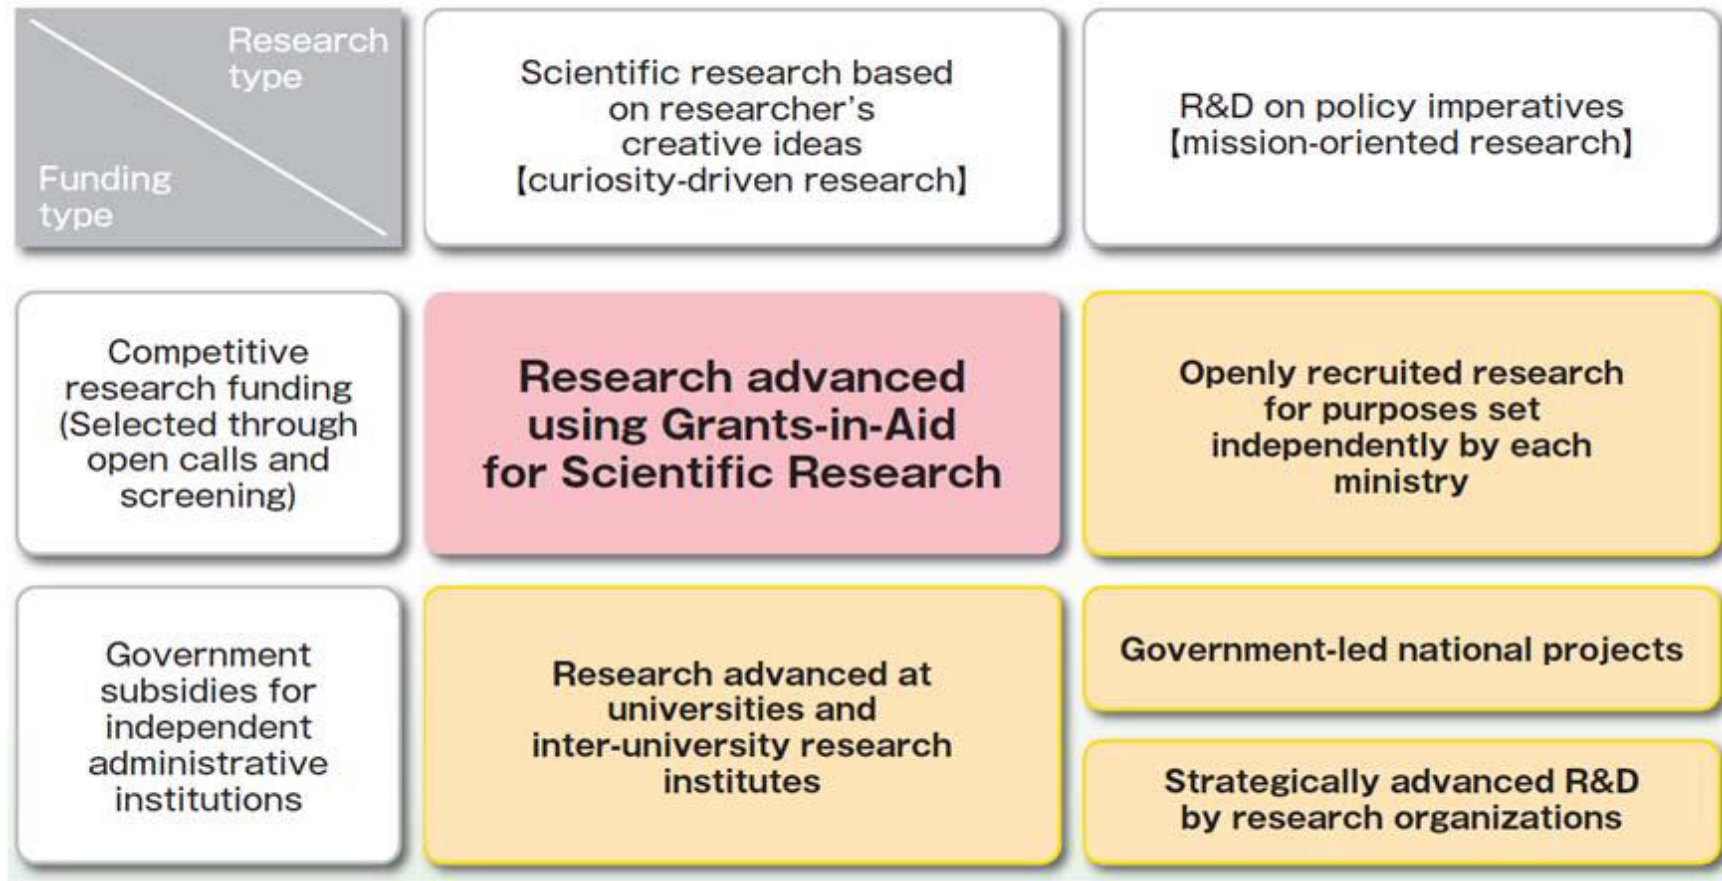 Research
type
Funding
type
Scientific research based
on researcher's
creative ideas
【curiosity-driven research】
R&D on policy imperatives
【mission-oriented research】
Competitive
research funding
(Selected through
open calls and
screening)
Research advanced
using Grants-in-Aid
for Scientific Research
Openly recruited research
for purposes set
independently by each
ministry
Government
subsidies for
independent
administrative
institutions
Research advanced at
universities and
inter-university research
institutes
Government-led national projects
Strategically advanced R&D
by research organizations